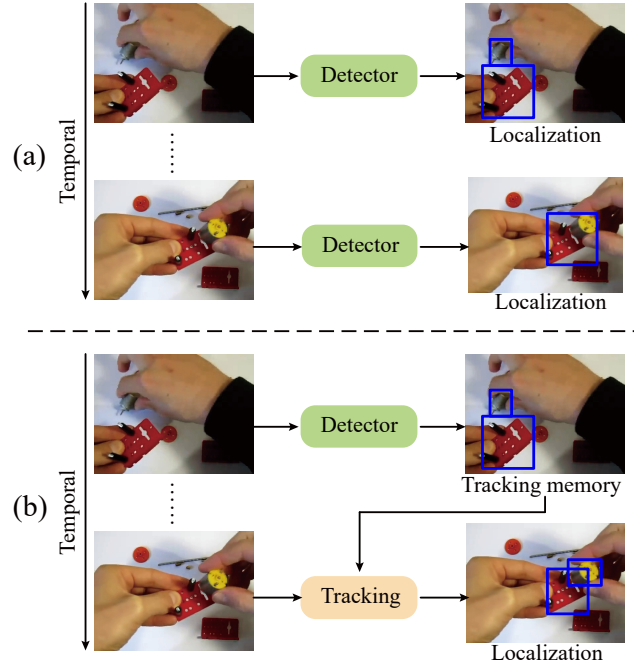 Detector
Localization
(a)
Temporal
Detector
Localization
Detector
Tracking memory
(b)
Temporal
Tracking
Localization